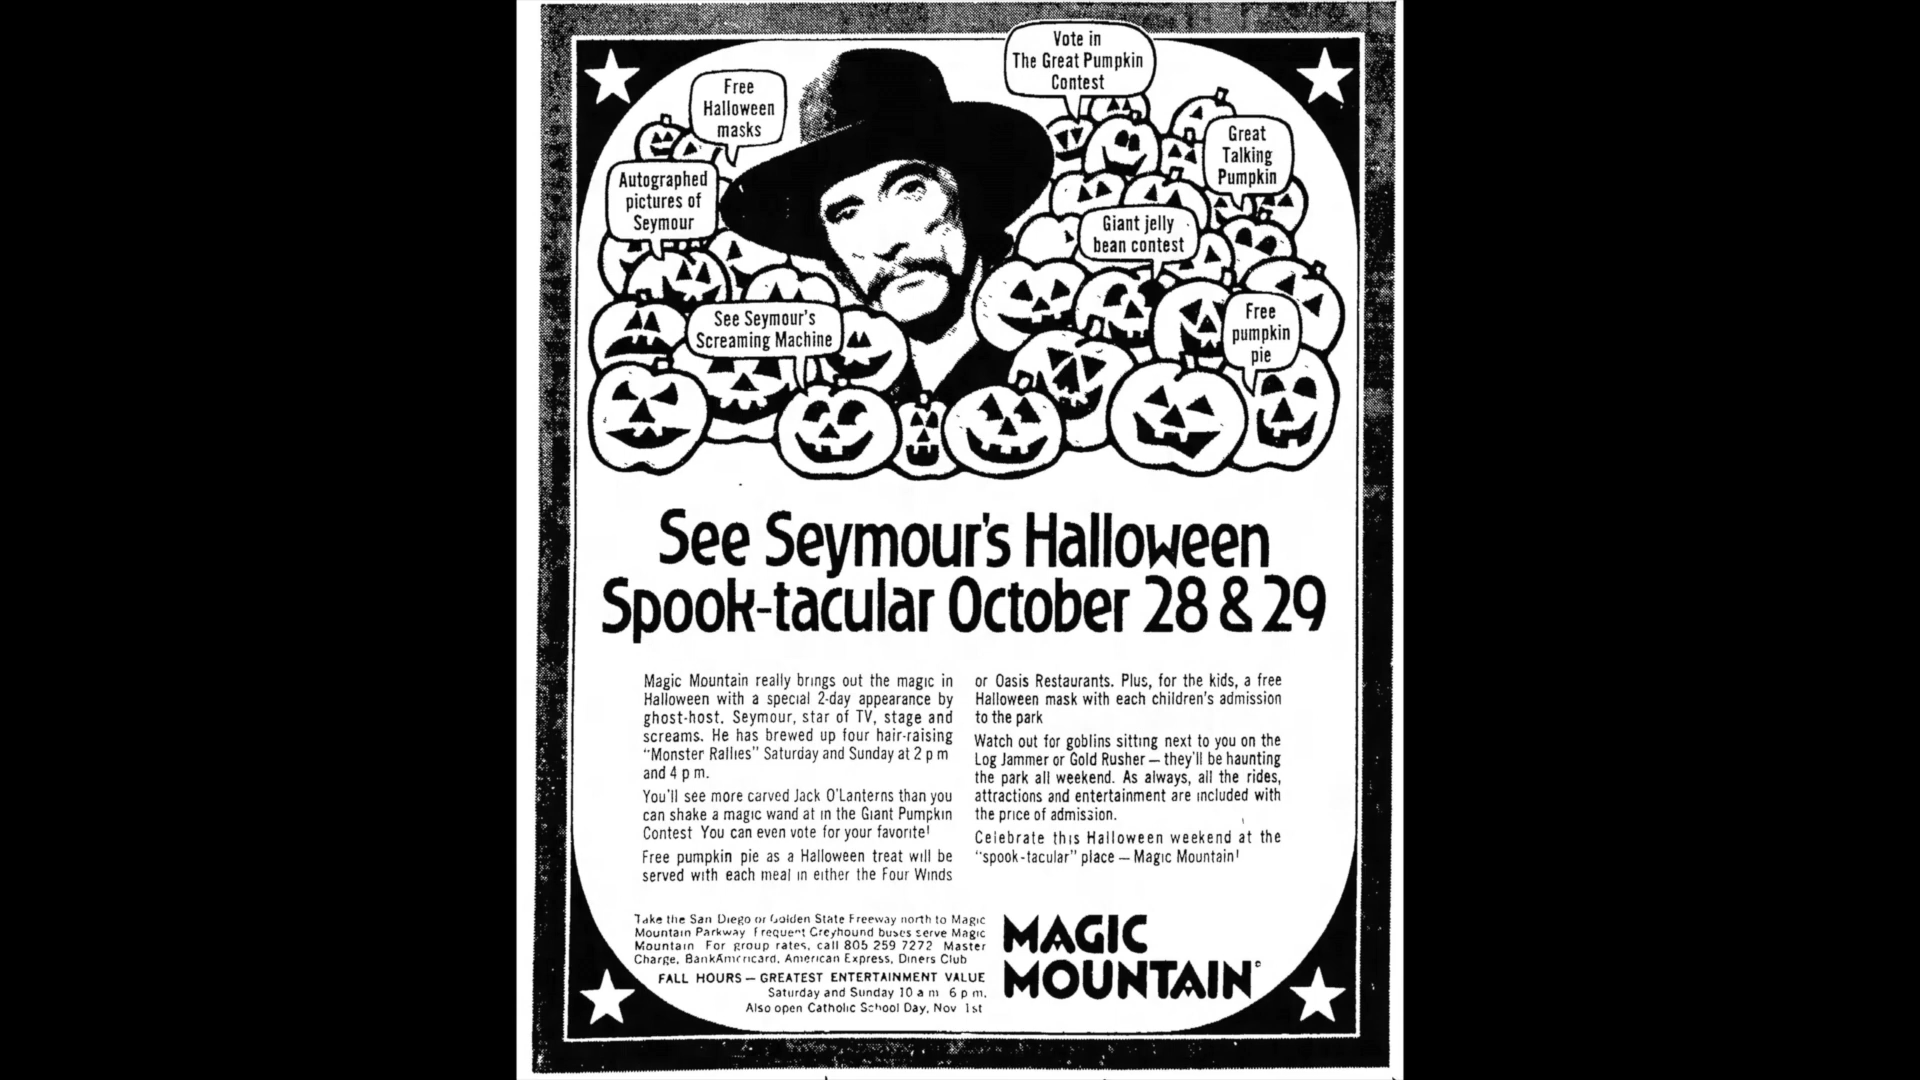 Vote in
The Great Pumpkin
Contest
Free
Halloween
masks
Great
Talking
Pumpkin
Autographed
pictures of
Seymour
Giant jelly
bean contest
See Seymour's
Screaming Machine
Free
pumpkin
pie
See Seymour's Halloween
Spook-tacular October 28 & 29
Magic Mountain really brings out the magic in
Halloween with a special 2-day appearance by
ghost-host. Seymour, star of TV, stage and
screams. He has brewed up four hair-raising
"Monster Rallies" Saturday and Sunday at 2 p m
and 4 p m.
You'll see more carved Jack O'Lanterns than you
can shake a magic wand at in the Giant Pumpkin
Contest You can even vote for your favorite!
Free pumpkin pie as a Halloween treat will be
served with each meal in either the Four Winds
or Oasis Restaurants. Plus, for the kids, a free
Halloween mask with each children's admission
to the park
Watch out for goblins sitting next to you on the
Log Jammer or Gold Rusher — they'll be haunting
the park all weekend. As always, all the rides,
attractions and entertainment are included with
the price of admission.
Celebrate this Halloween weekend at the
"spook-tacular" place — Magic Mountain!
Take the San Diego or Golden State Freeway north to Magic
Mountain Parkway Frequent Greyhound buses serve Magic
Mountain For group rates, call 805 259 7272 Master
Charge, BankAmericard, American Express, Diners Club
FALL HOURS — GREATEST ENTERTAINMENT VALUE
Saturday and Sunday 10 a m 6 p m.
Also open Catholic School Day, Nov 1st
MAGIC
MOUNTAIN